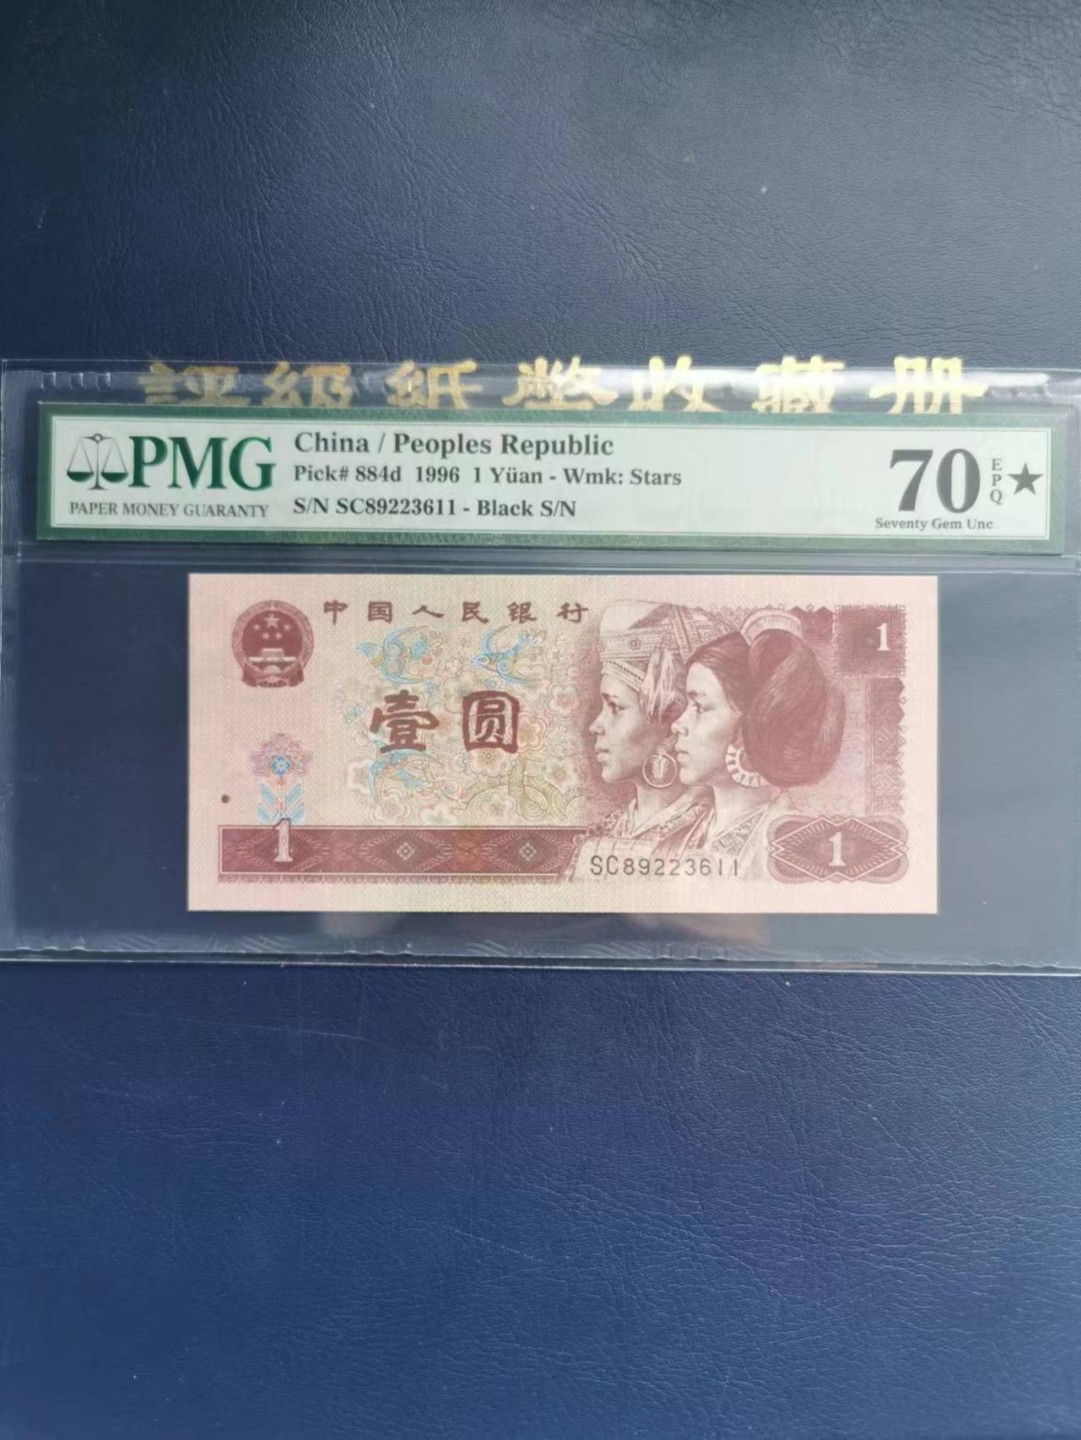 評級紙幣收藏册
PMG
PAPER MONEY GUARANTY
China / Peoples Republic
Pick# 884d 1996 1 Yüan - Wmk: Stars
S/N SC89223611 - Black S/N
70 EPQ ★
Seventy Gem Unc
中国人民银行
1
壹圆
1
SC89223611
1